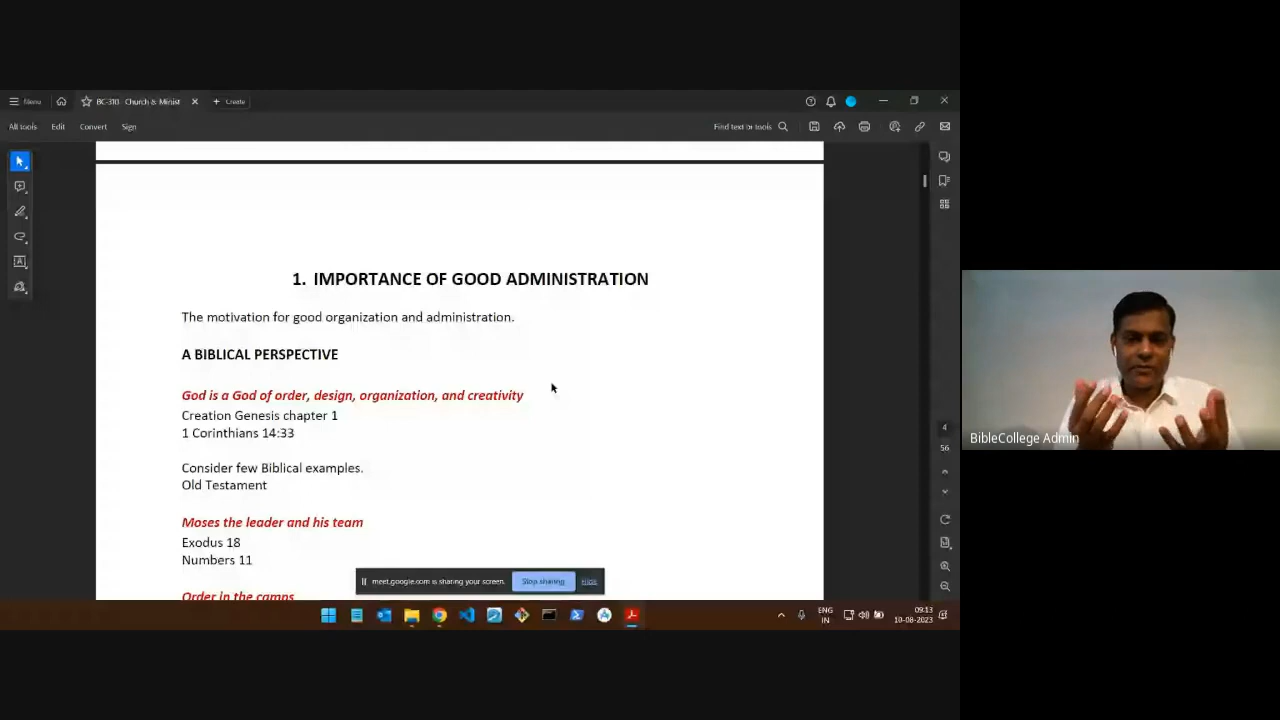 Menu
BC-310 Church & Minist
Create
All tools
Edit
Convert
Sign
Find text or tools
1. IMPORTANCE OF GOOD ADMINISTRATION
The motivation for good organization and administration.
A BIBLICAL PERSPECTIVE
God is a God of order, design, organization, and creativity
Creation Genesis chapter 1
1 Corinthians 14:33
Consider few Biblical examples.
Old Testament
Moses the leader and his team
Exodus 18
Numbers 11
Order in the camps
4
56
meet.google.com is sharing your screen.
Stop sharing
Hide
ENG
IN
09:13
10-08-2023
BibleCollege Admin